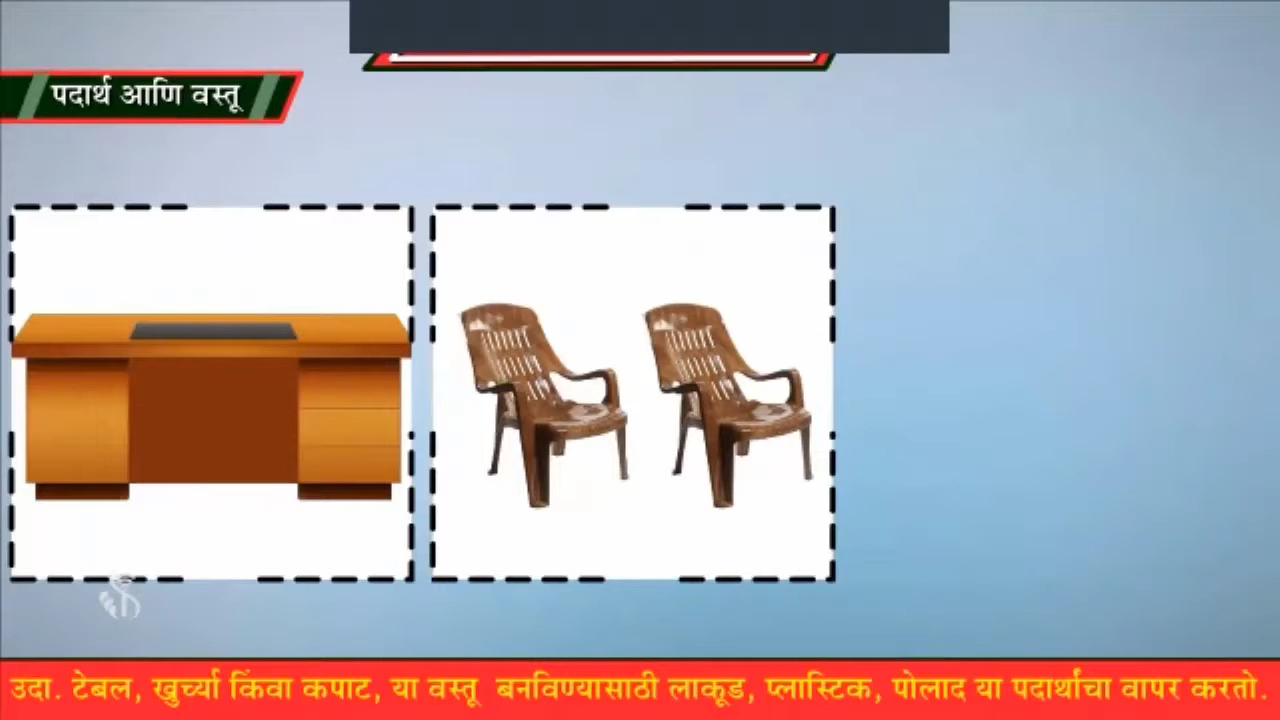 पदार्थ आणि वस्तू
उदा. टेबल, खुर्च्या किंवा कपाट, या वस्तू बनविण्यासाठी लाकूड, प्लास्टिक, पोलाद या पदार्थांचा वापर करतो.